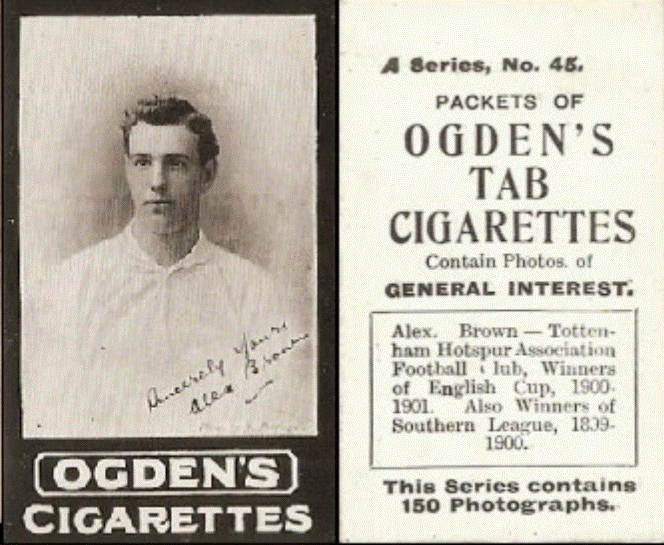 Sincerely Yours
Alex Brown
OGDEN'S
CIGARETTES
A Series, No. 45.
PACKETS OF
OGDEN'S
TAB
CIGARETTES
Contain Photos. of
GENERAL INTEREST.
Alex. Brown — Totten-
ham Hotspur Association
Football lub, Winners
of English Cup, 1900-
1901. Also Winners of
Southern League, 1899-
1900.
This Series contains
150 Photographs.